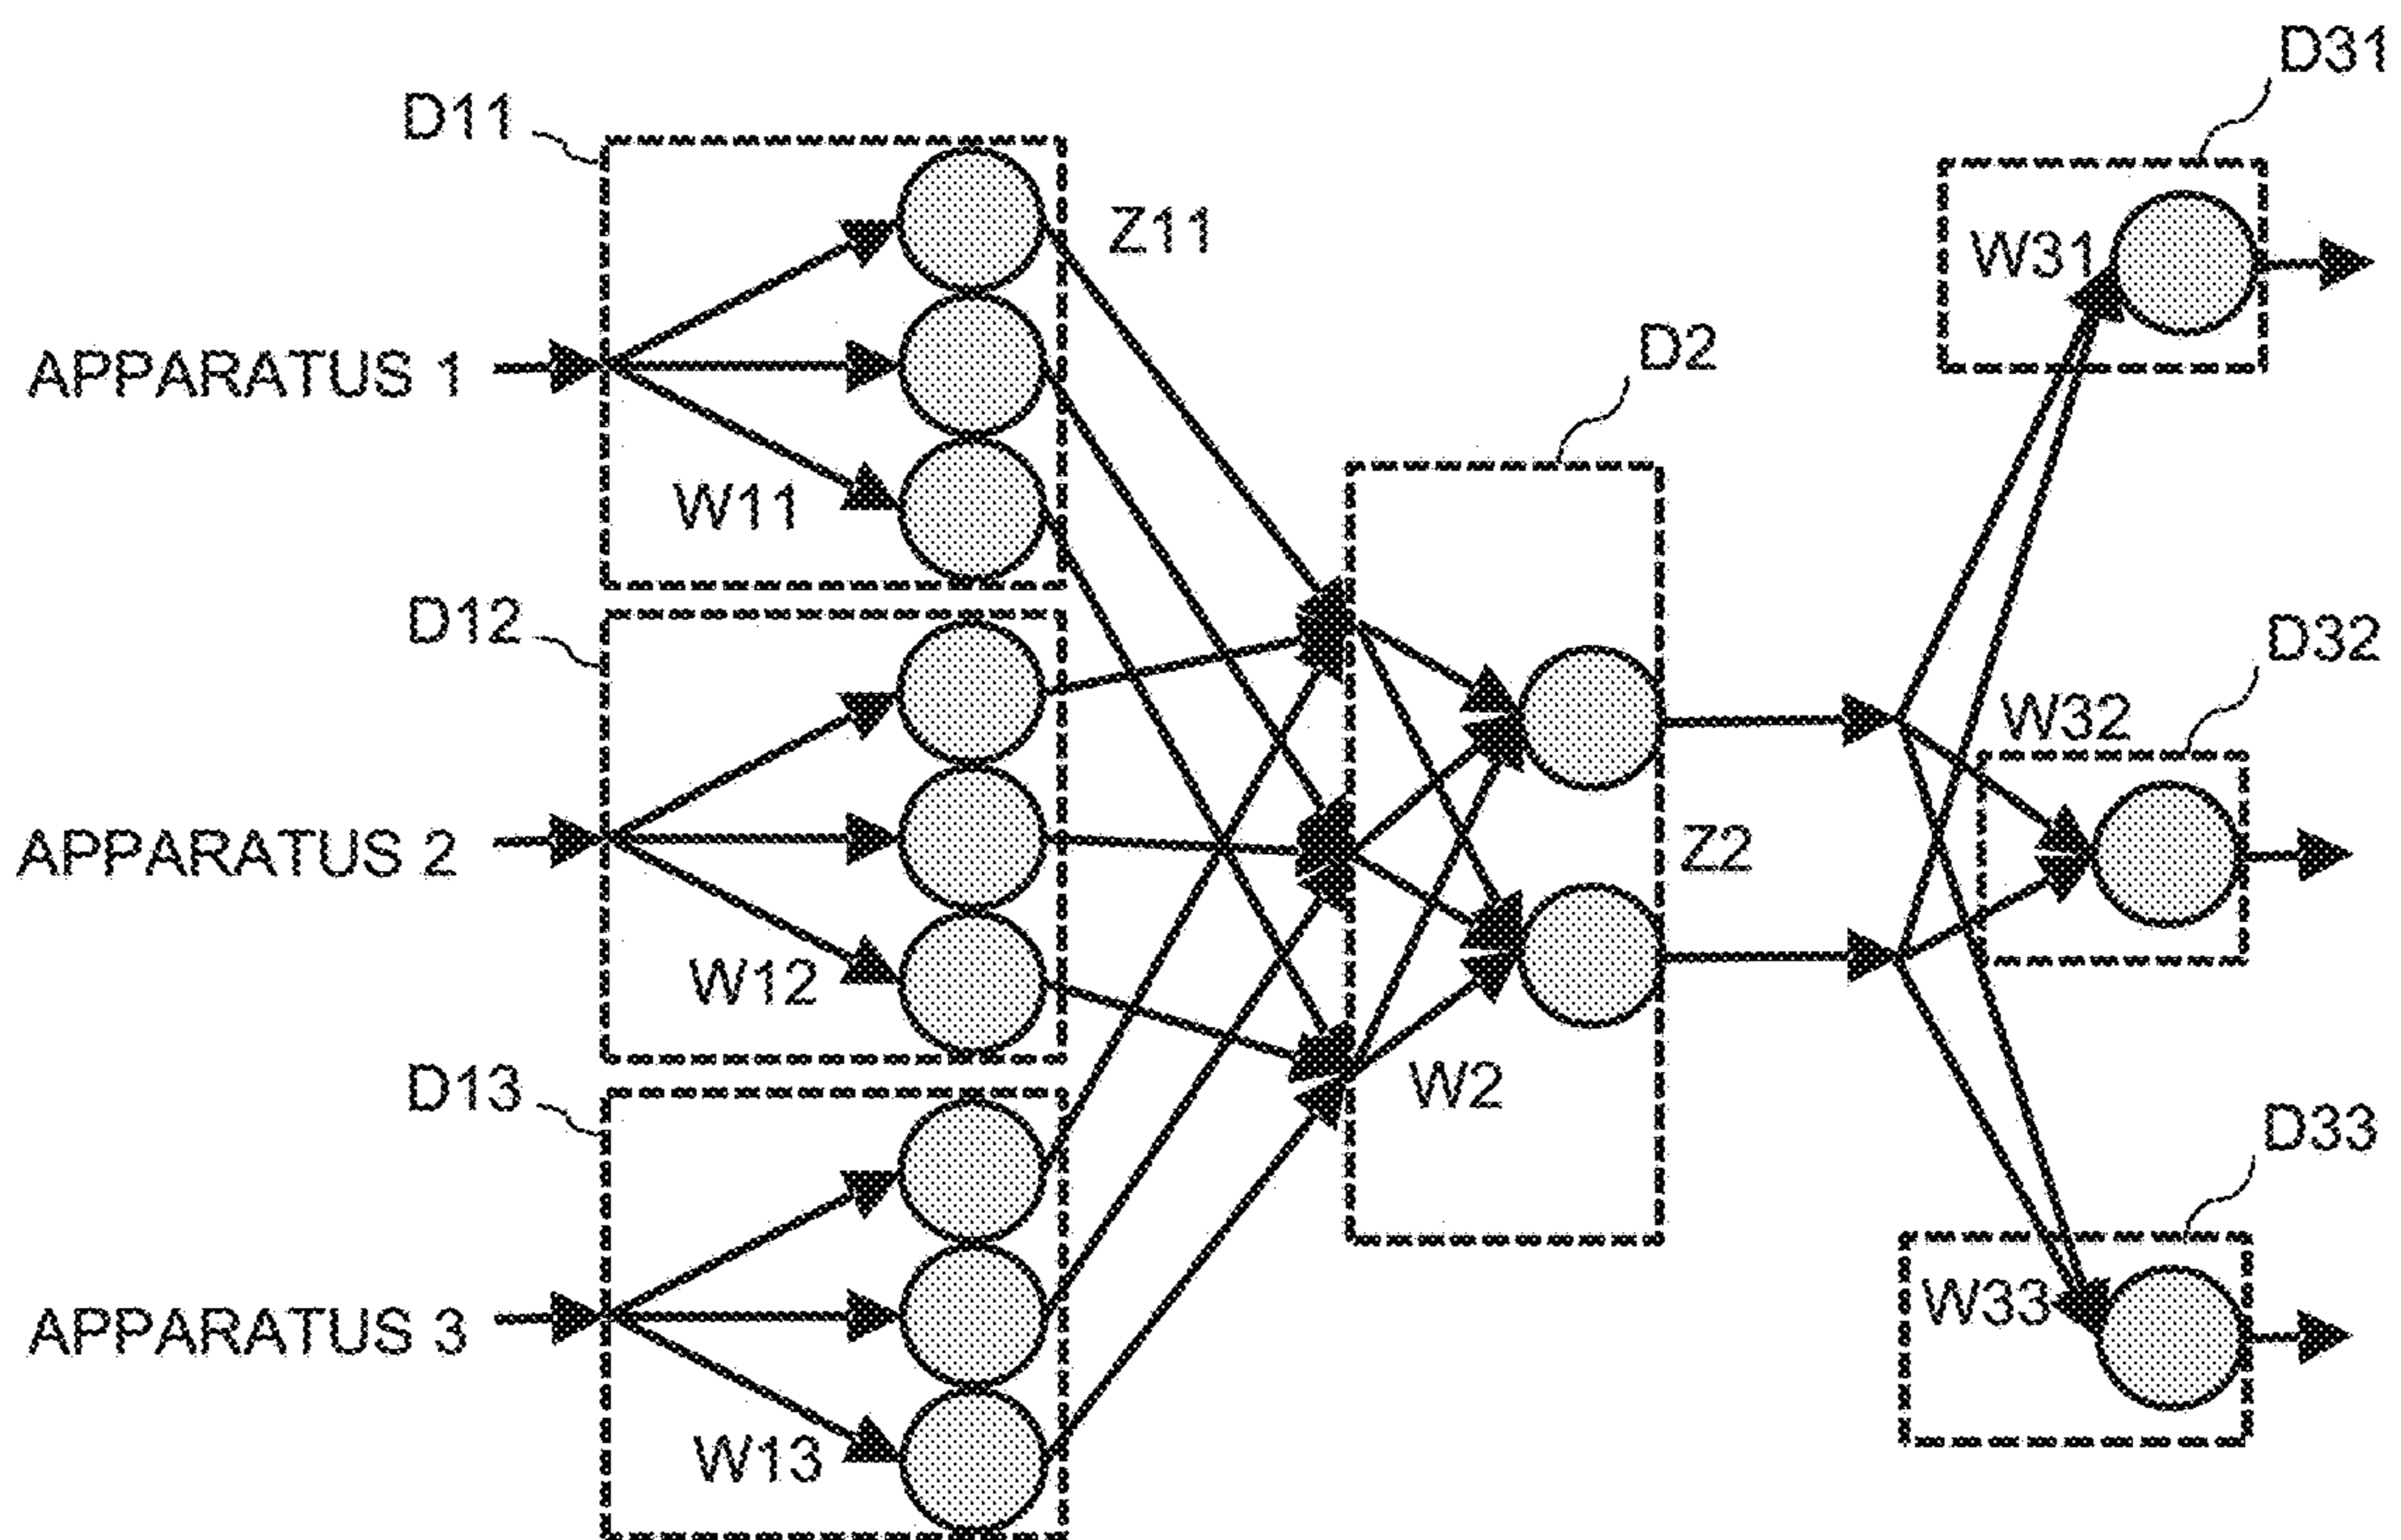 D31
D11
Z11
W31
APPARATUS 1
D2
W11
D12
D32
W32
APPARATUS 2
Z2
W12
D13
W2
D33
APPARATUS 3
W33
W13